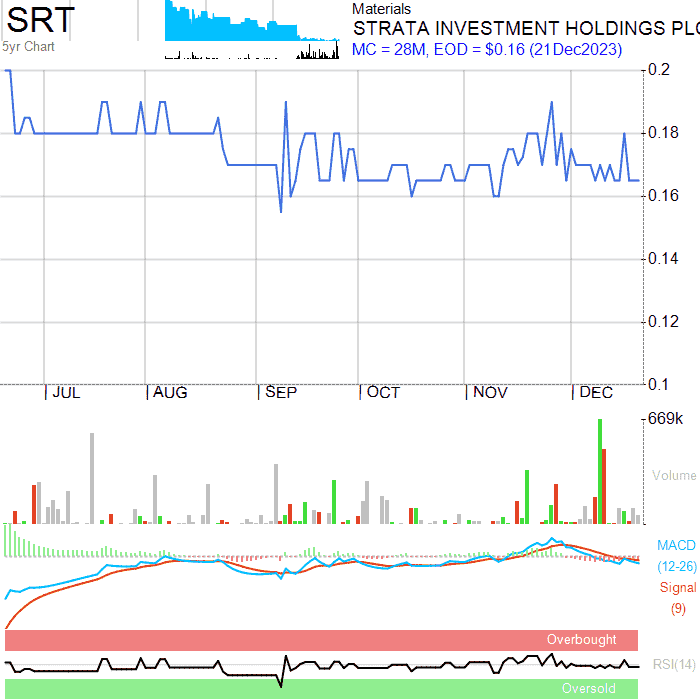 SRT
5yr Chart
Materials
STRATA INVESTMENT HOLDINGS PLC
MC = 28M, EOD = $0.16 (21Dec2023)
0.2
0.18
0.16
0.14
0.12
0.1
JUL AUG SEP OCT NOV DEC
669k
Volume
MACD
(12-26)
Signal
(9)
Overbought
RSI(14)
Oversold